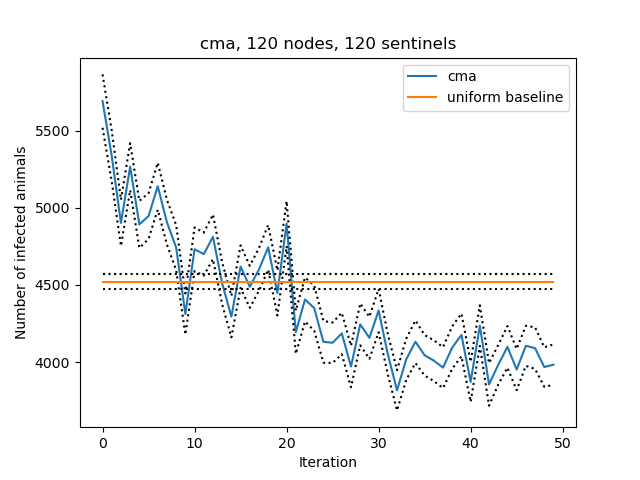 cma, 120 nodes, 120 sentinels
cma
uniform baseline
Number of infected animals
5500
5000
4500
4000
0 10 20 30 40 50
Iteration